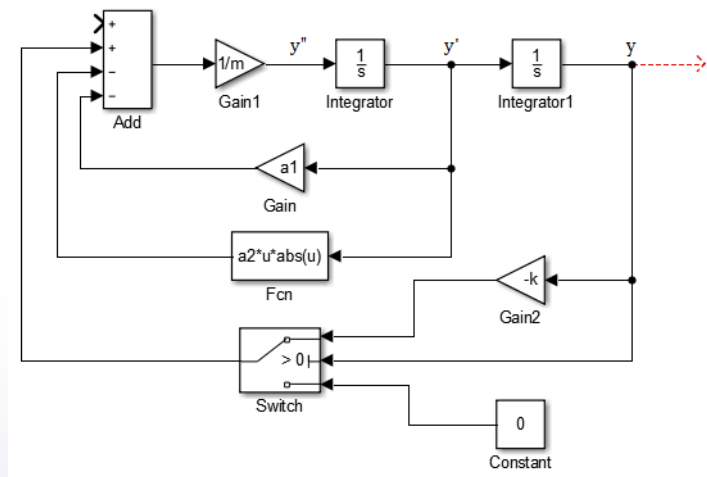 +
+
−
−
Add
1/m
Gain1
y"
1
s
Integrator
y'
1
s
Integrator1
y
a1
Gain
a2*u*abs(u)
Fcn
-k
Gain2
> 0
Switch
0
Constant